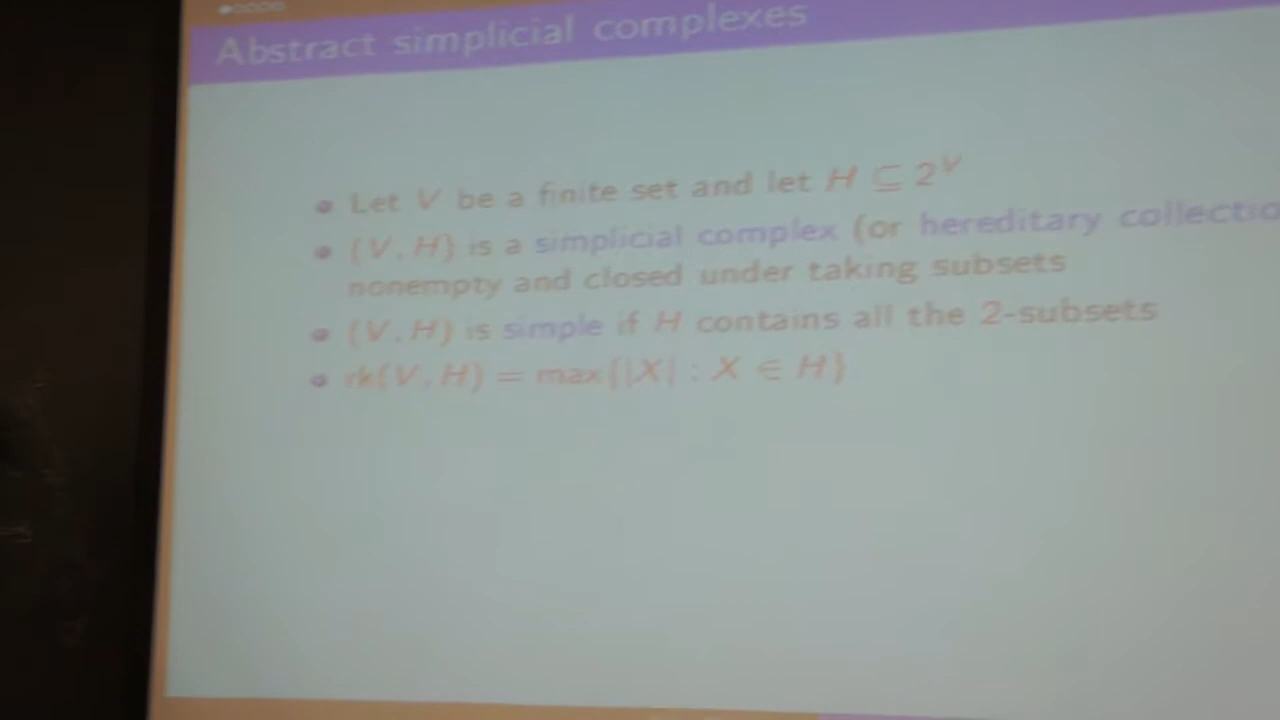 Abstract simplicial complexes
Let V be a finite set and let H ⊆ 2^V
(V, H) is a simplicial complex (or hereditary collectio
nonempty and closed under taking subsets
(V, H) is simple if H contains all the 2-subsets
rk(V, H) = max{|X| : X ∈ H}